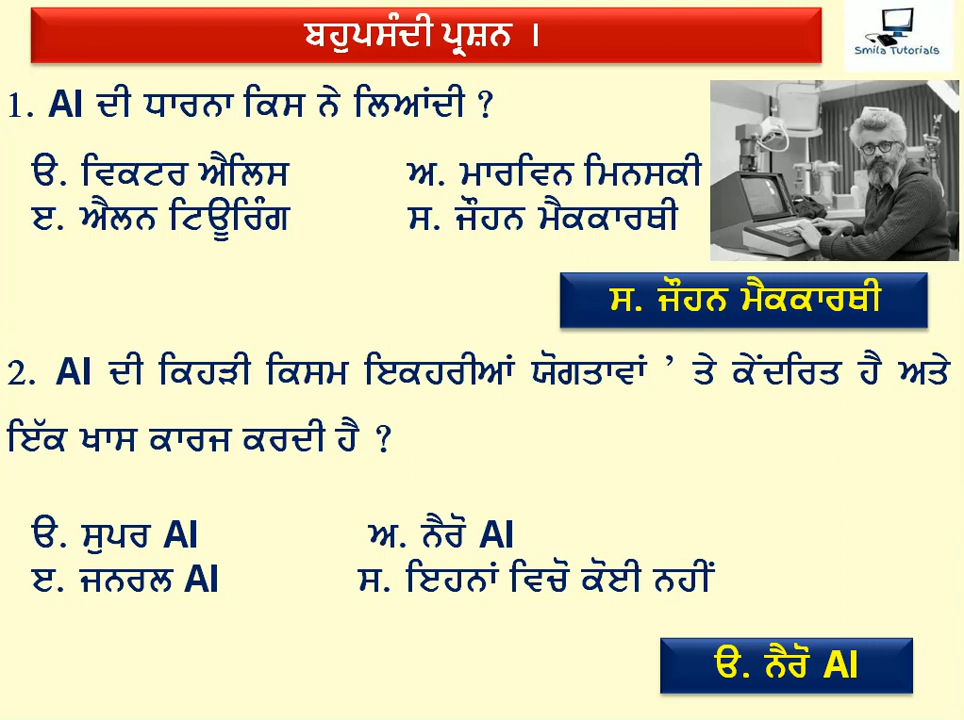 ਬਹੁਪਸੰਦੀ ਪ੍ਰਸ਼ਨ ।
Smila Tutorials
1. AI ਦੀ ਧਾਰਨਾ ਕਿਸ ਨੇ ਲਿਆਂਦੀ ?
ੳ. ਵਿਕਟਰ ਐਲਿਸ ਅ. ਮਾਰਵਿਨ ਮਿਨਸਕੀ
ੲ. ਐਲਨ ਟਿਊਰਿੰਗ ਸ. ਜੌਹਨ ਮੈਕਕਾਰਥੀ
ਸ. ਜੌਹਨ ਮੈਕਕਾਰਥੀ
2. AI ਦੀ ਕਿਹੜੀ ਕਿਸਮ ਇਕਹਰੀਆਂ ਯੋਗਤਾਵਾਂ ’ ਤੇ ਕੇਂਦਰਿਤ ਹੈ ਅਤੇ
ਇੱਕ ਖਾਸ ਕਾਰਜ ਕਰਦੀ ਹੈ ?
ੳ. ਸੁਪਰ AI ਅ. ਨੈਰੋ AI
ੲ. ਜਨਰਲ AI ਸ. ਇਹਨਾਂ ਵਿਚੋ ਕੋਈ ਨਹੀਂ
ੳ. ਨੈਰੋ AI